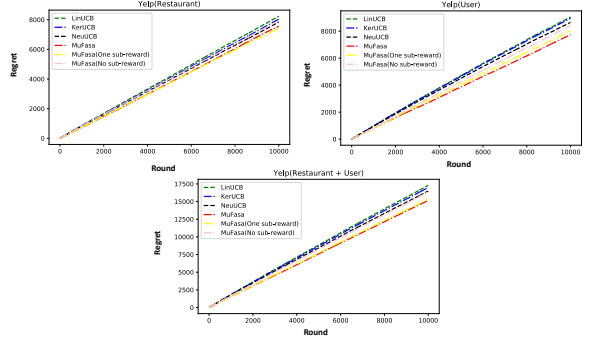 Yelp(Restaurant)
LinUCB
KerUCB
NeuUCB
MuFasa
MuFasa(One sub-reward)
MuFasa(No sub-reward)
Regret
8000
6000
4000
2000
0
0 2000 4000 6000 8000 10000
Round
Yelp(User)
LinUCB
KerUCB
NeuUCB
MuFasa
MuFasa(One sub-reward)
MuFasa(No sub-reward)
Regret
8000
6000
4000
2000
0
0 2000 4000 6000 8000 10000
Round
Yelp(Restaurant + User)
LinUCB
KerUCB
NeuUCB
MuFasa
MuFasa(One sub-reward)
MuFasa(No sub-reward)
Regret
17500
15000
12500
10000
7500
5000
2500
0
0 2000 4000 6000 8000 10000
Round